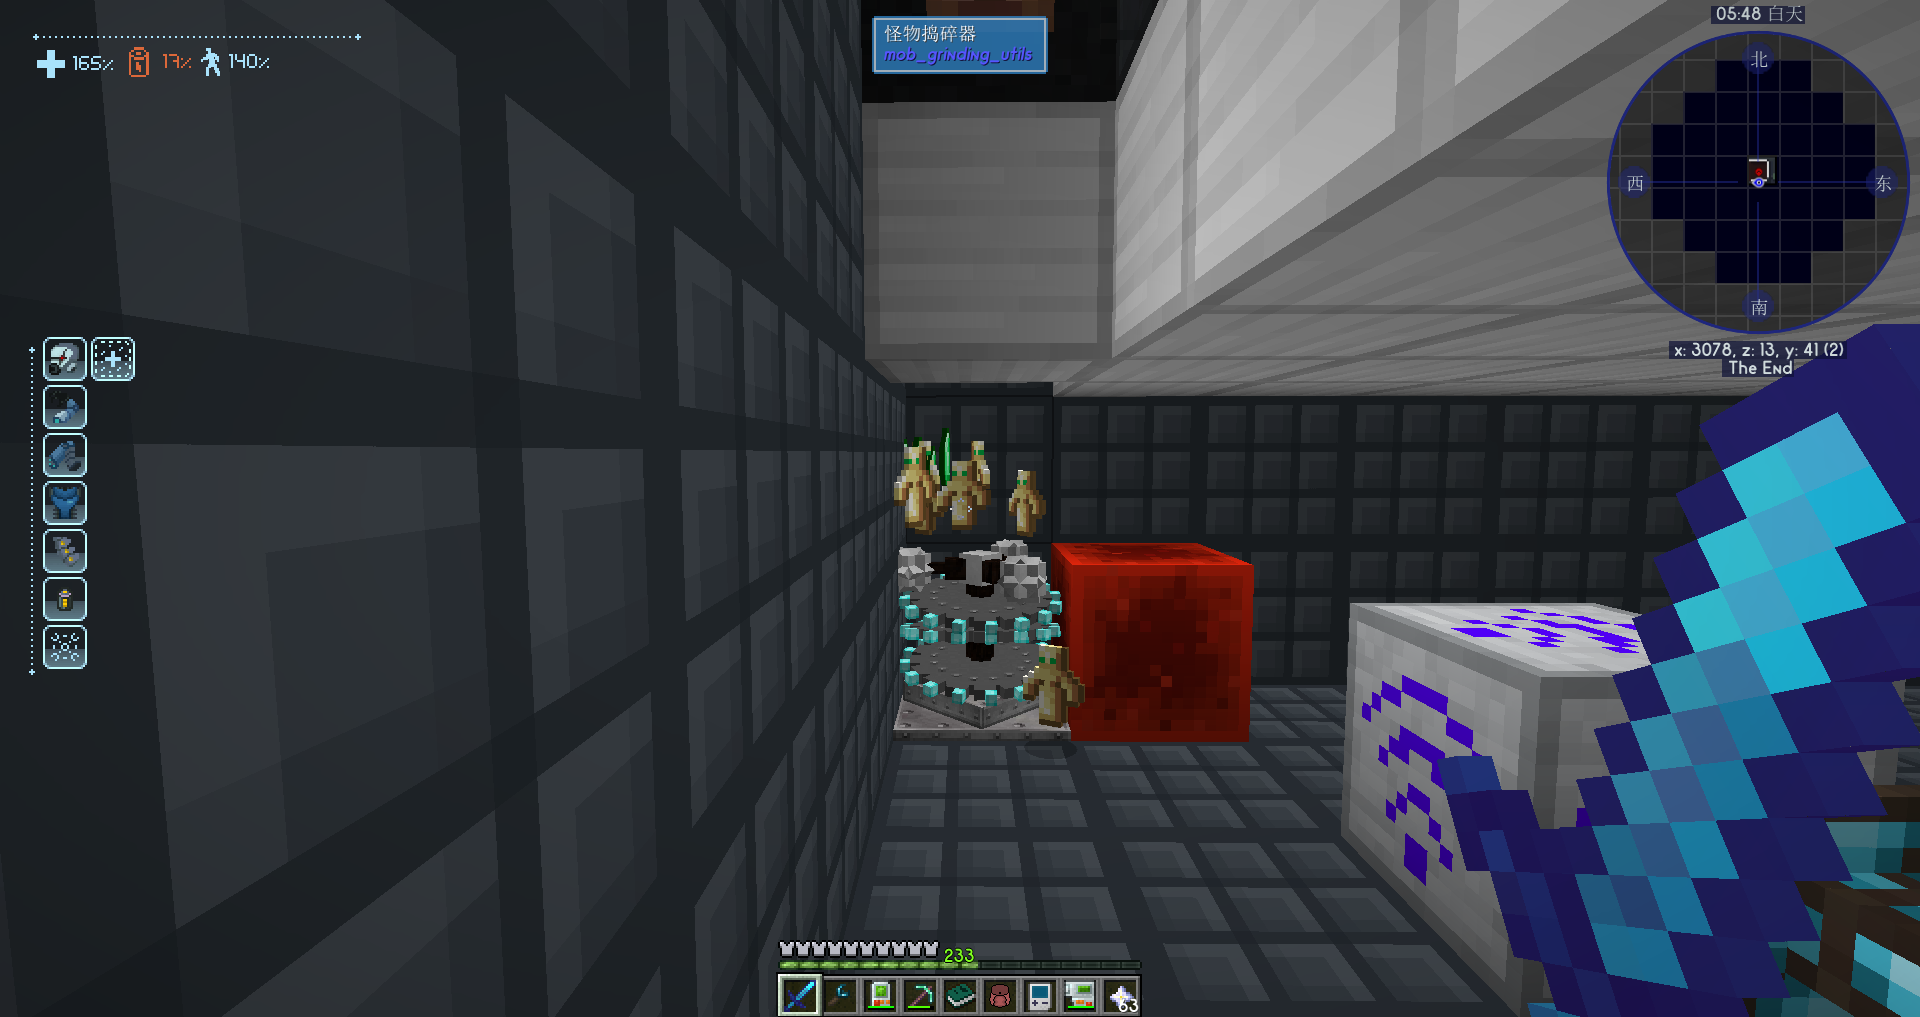 怪物捣碎器
mob_grinding_utils
05:48 白天
165%
17%
140%
北
西
东
南
x: 3078, z: 13, y: 41 (2)
The End
233
63